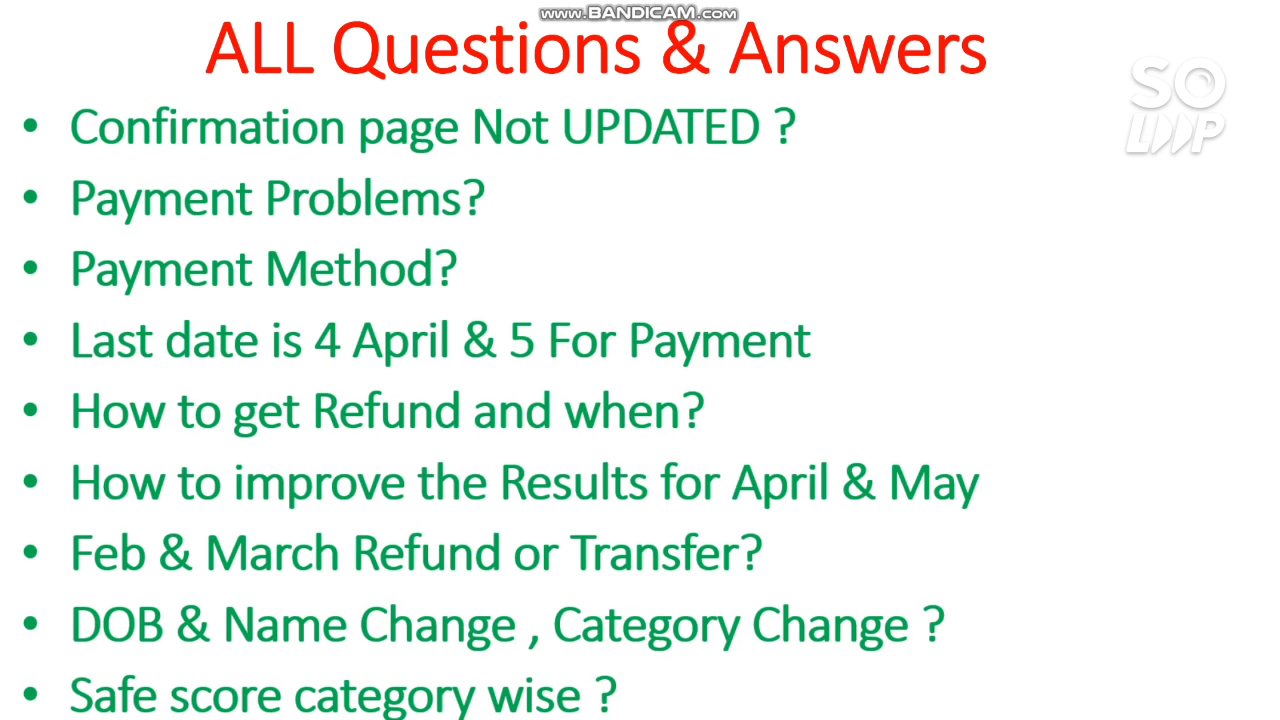 www.BANDICAM.com
ALL Questions & Answers
SO
LOOP
• Confirmation page Not UPDATED ?
• Payment Problems?
• Payment Method?
• Last date is 4 April & 5 For Payment
• How to get Refund and when?
• How to improve the Results for April & May
• Feb & March Refund or Transfer?
• DOB & Name Change , Category Change ?
• Safe score category wise ?